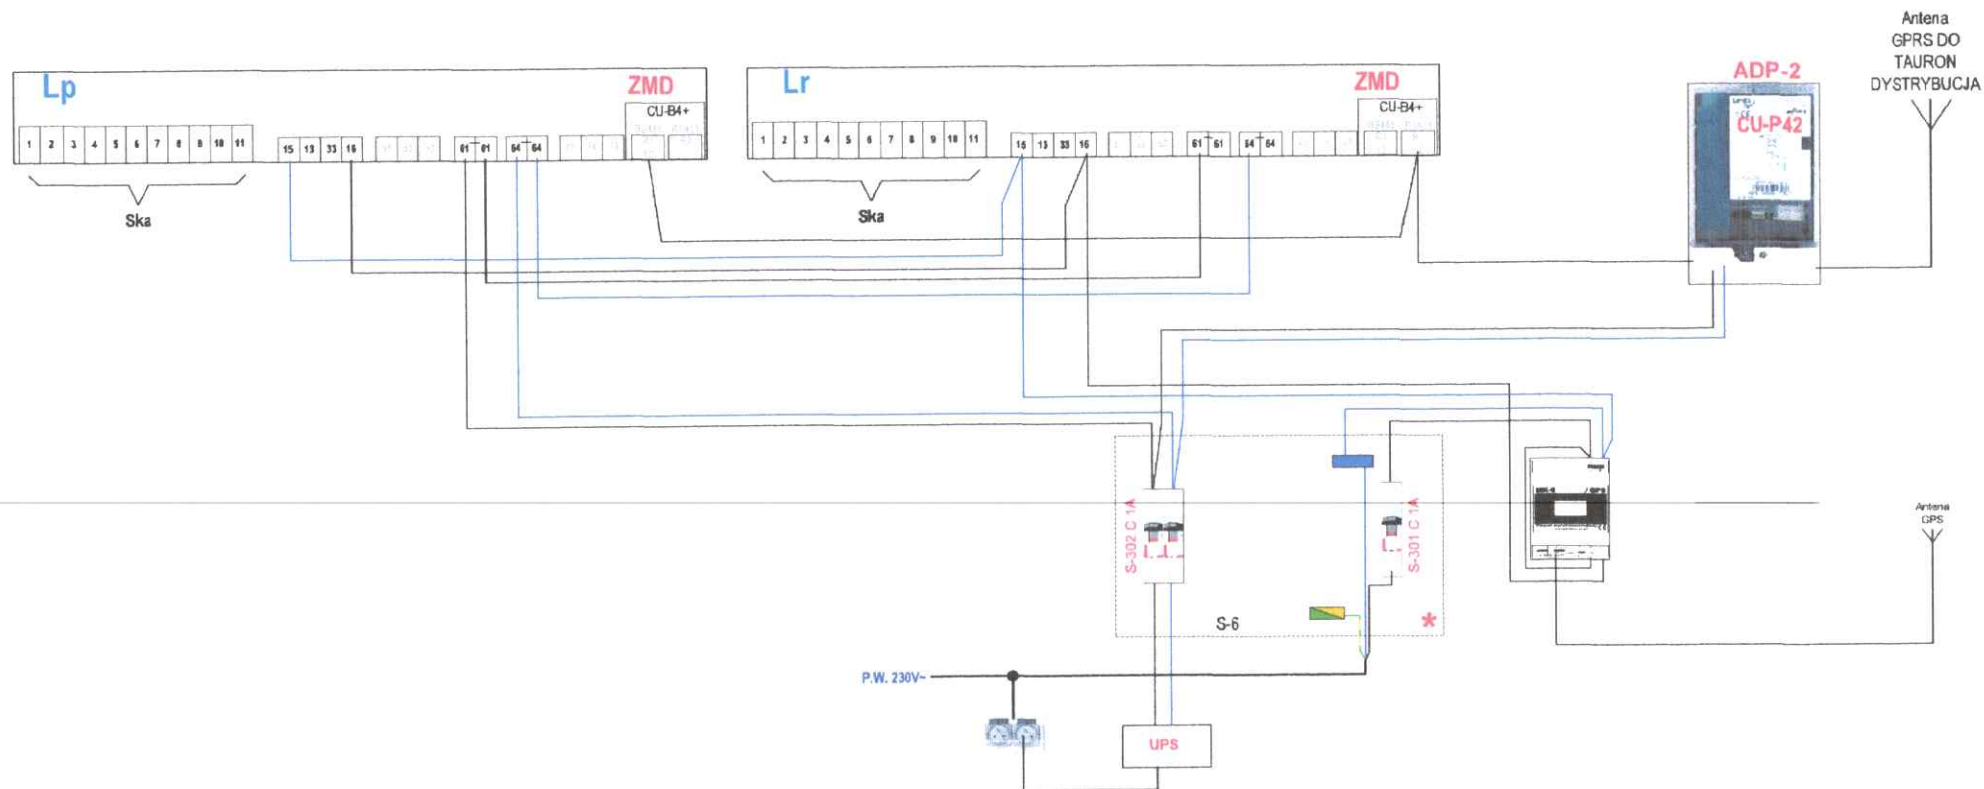 Antena
GPRS DO
TAURON
DYSTRYBUCJA
Lp
ZMD
CU-B4+
1 2 3 4 5 6 7 8 9 10 11
15 13 33 16
61 61
64 64
Ska
Lr
ZMD
CU-B4+
1 2 3 4 5 6 7 8 9 10 11
15 13 33 16
61 61
64 64
Ska
ADP-2
CU-P42
S-302 C 1A
S-301 C 1A
S-6
*
GPS
Antena
GPS
P.W. 230V~
UPS